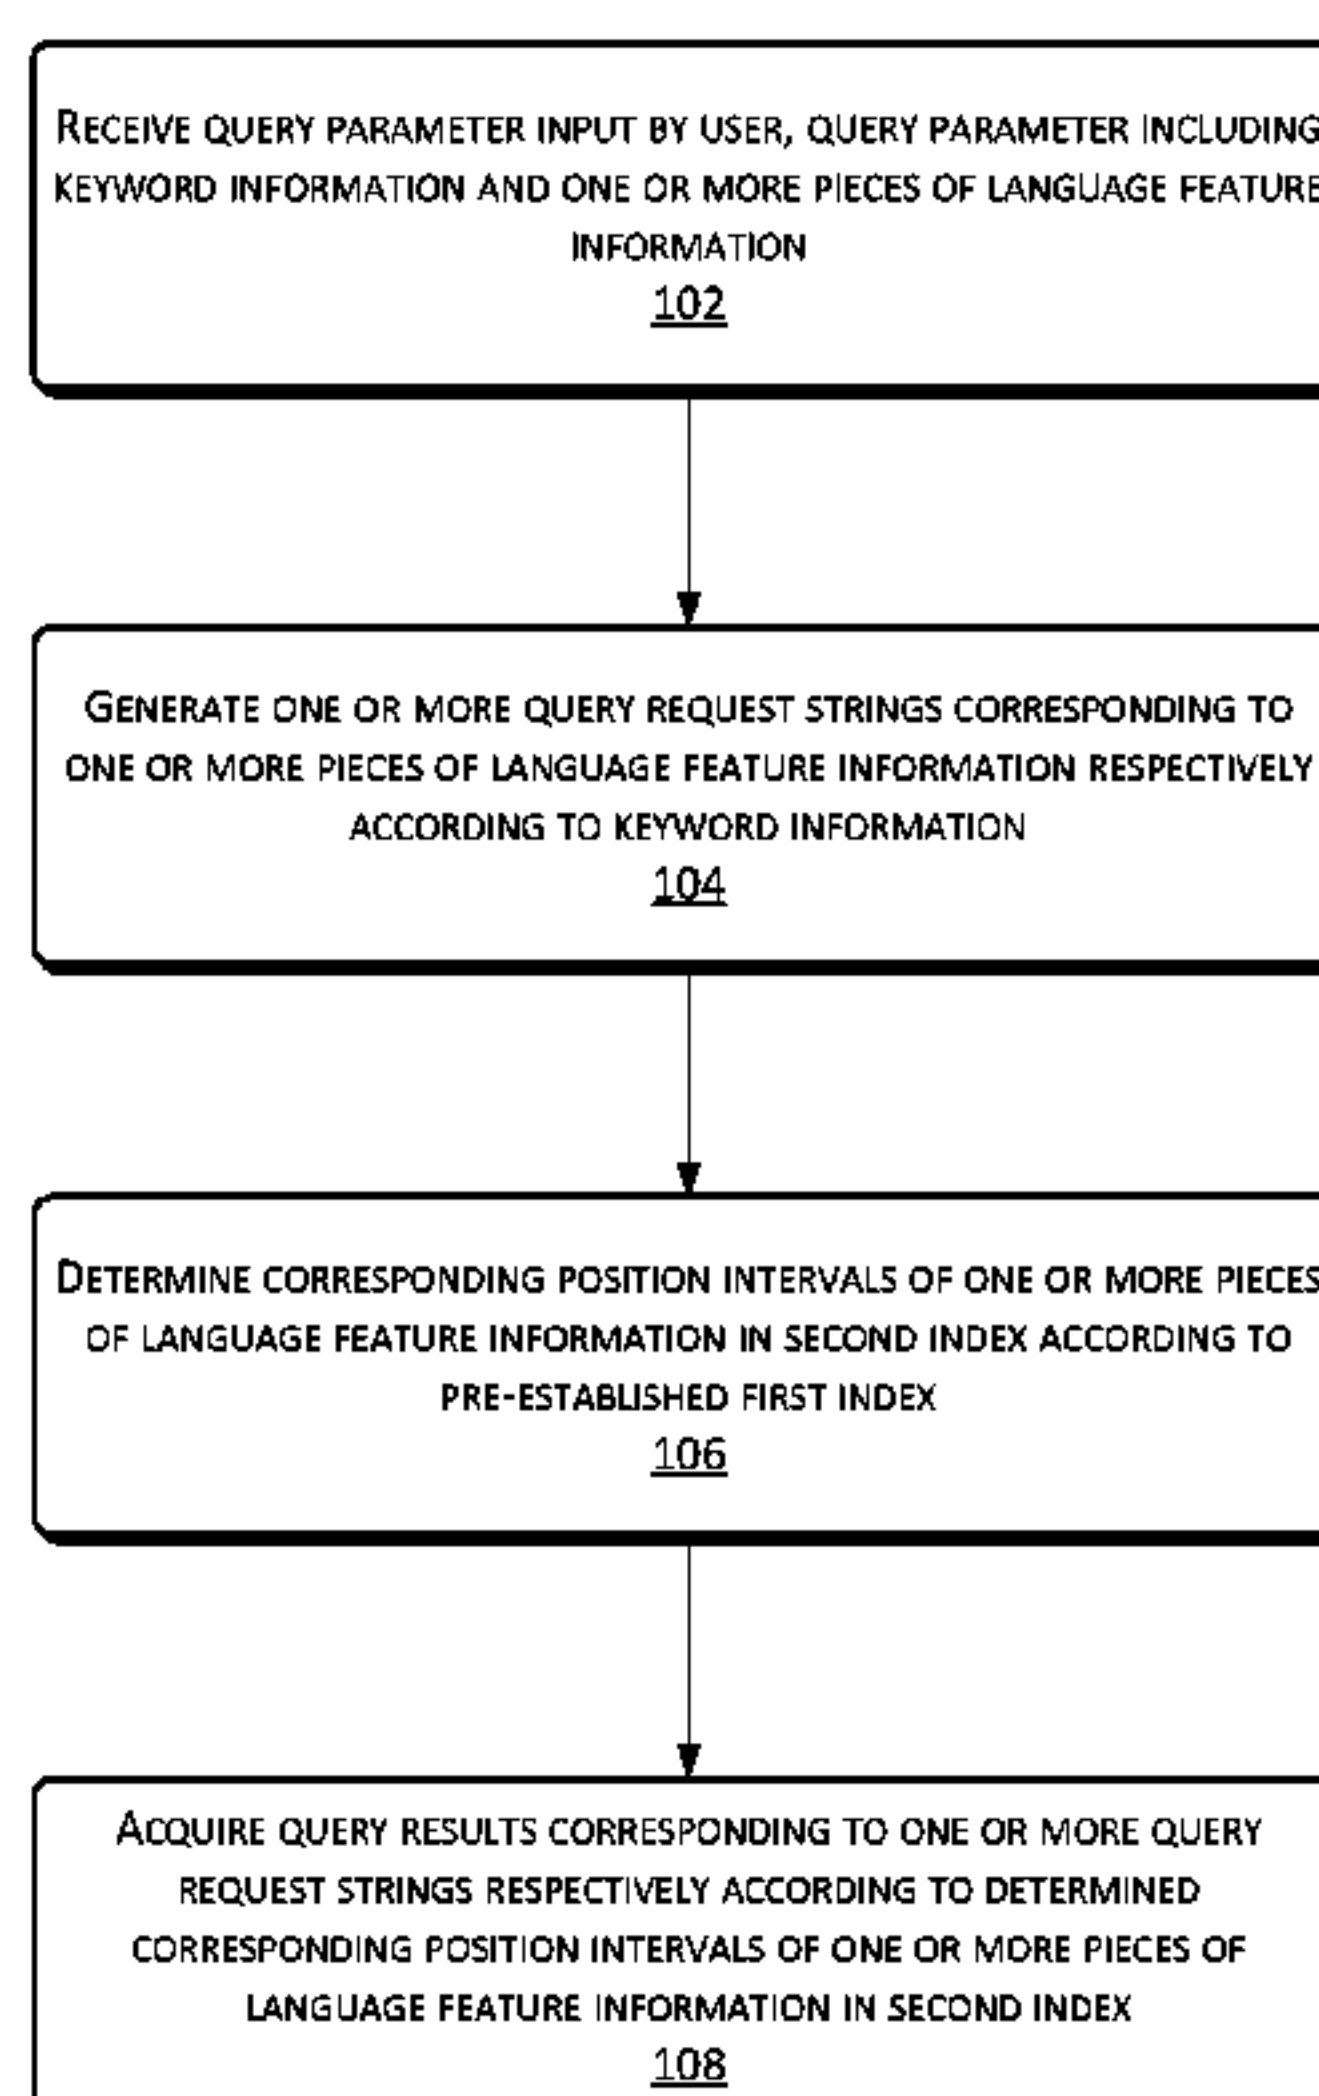 RECEIVE QUERY PARAMETER INPUT BY USER, QUERY PARAMETER INCLUDING
KEYWORD INFORMATION AND ONE OR MORE PIECES OF LANGUAGE FEATURE
INFORMATION
102
GENERATE ONE OR MORE QUERY REQUEST STRINGS CORRESPONDING TO
ONE OR MORE PIECES OF LANGUAGE FEATURE INFORMATION RESPECTIVELY
ACCORDING TO KEYWORD INFORMATION
104
DETERMINE CORRESPONDING POSITION INTERVALS OF ONE OR MORE PIECES
OF LANGUAGE FEATURE INFORMATION IN SECOND INDEX ACCORDING TO
PRE-ESTABLISHED FIRST INDEX
106
ACQUIRE QUERY RESULTS CORRESPONDING TO ONE OR MORE QUERY
REQUEST STRINGS RESPECTIVELY ACCORDING TO DETERMINED
CORRESPONDING POSITION INTERVALS OF ONE OR MORE PIECES OF
LANGUAGE FEATURE INFORMATION IN SECOND INDEX
108